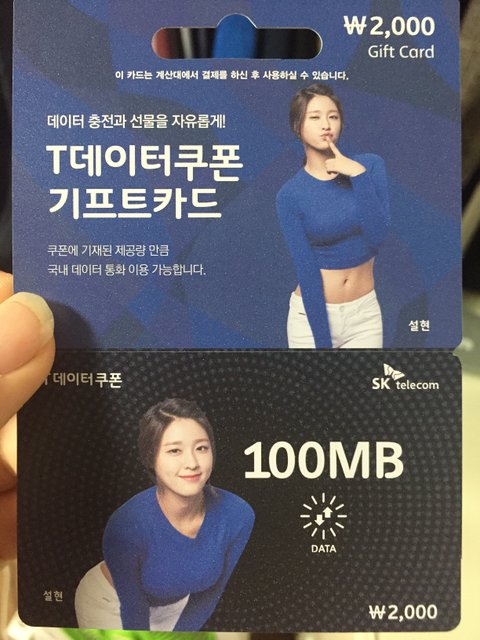 ₩2,000
Gift Card
이 카드는 계산대에서 결제를 하신 후 사용하실 수 있습니다.
데이터 충전과 선물을 자유롭게!
T데이터쿠폰
기프트카드
쿠폰에 기재된 제공량 만큼
국내 데이터 통화 이용 가능합니다.
설현
T데이터쿠폰
SK telecom
100MB
DATA
설현
₩2,000